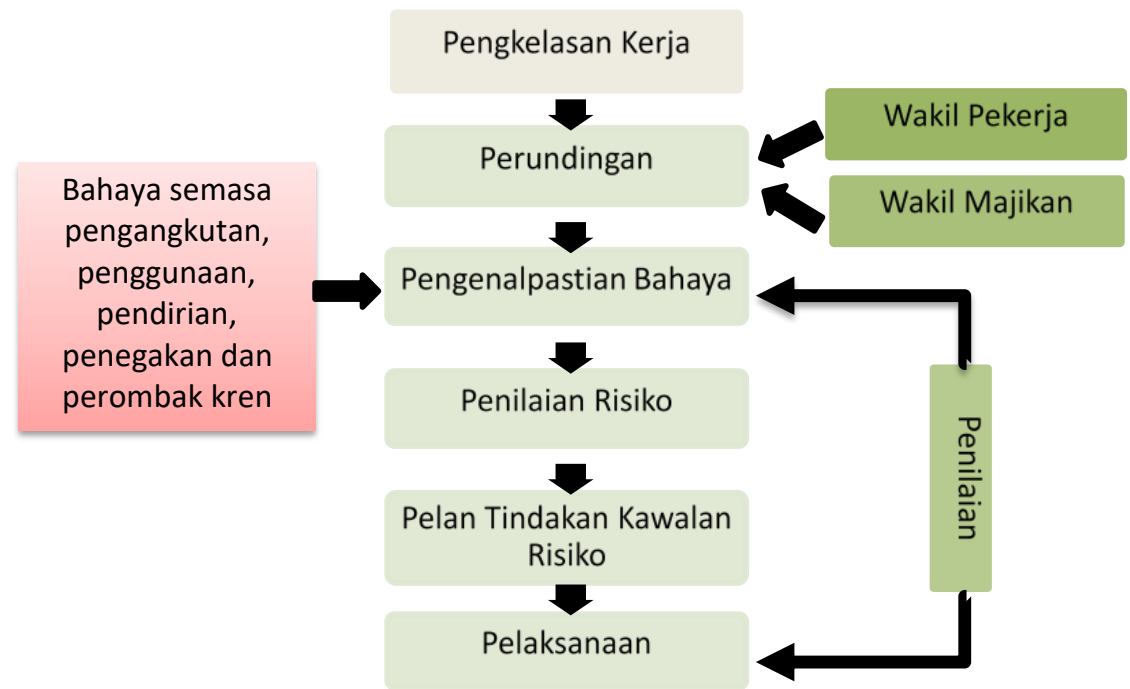 Pengkelasan Kerja
Perundingan
Wakil Pekerja
Wakil Majikan
Bahaya semasa
pengangkutan,
penggunaan,
pendirian,
penegakan dan
perombak kren
Pengenalpastian Bahaya
Penilaian Risiko
Pelan Tindakan Kawalan
Risiko
Pelaksanaan
Penilaian